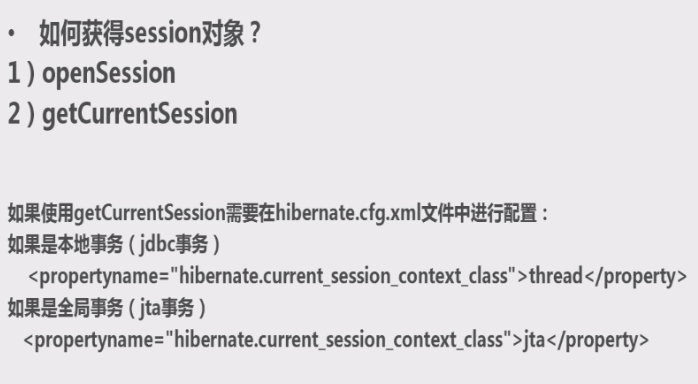 • 如何获得session对象？
1）openSession
2）getCurrentSession
如果使用getCurrentSession需要在hibernate.cfg.xml文件中进行配置：
如果是本地事务（jdbc事务）
<propertyname="hibernate.current_session_context_class">thread</property>
如果是全局事务（jta事务）
<propertyname="hibernate.current_session_context_class">jta</property>